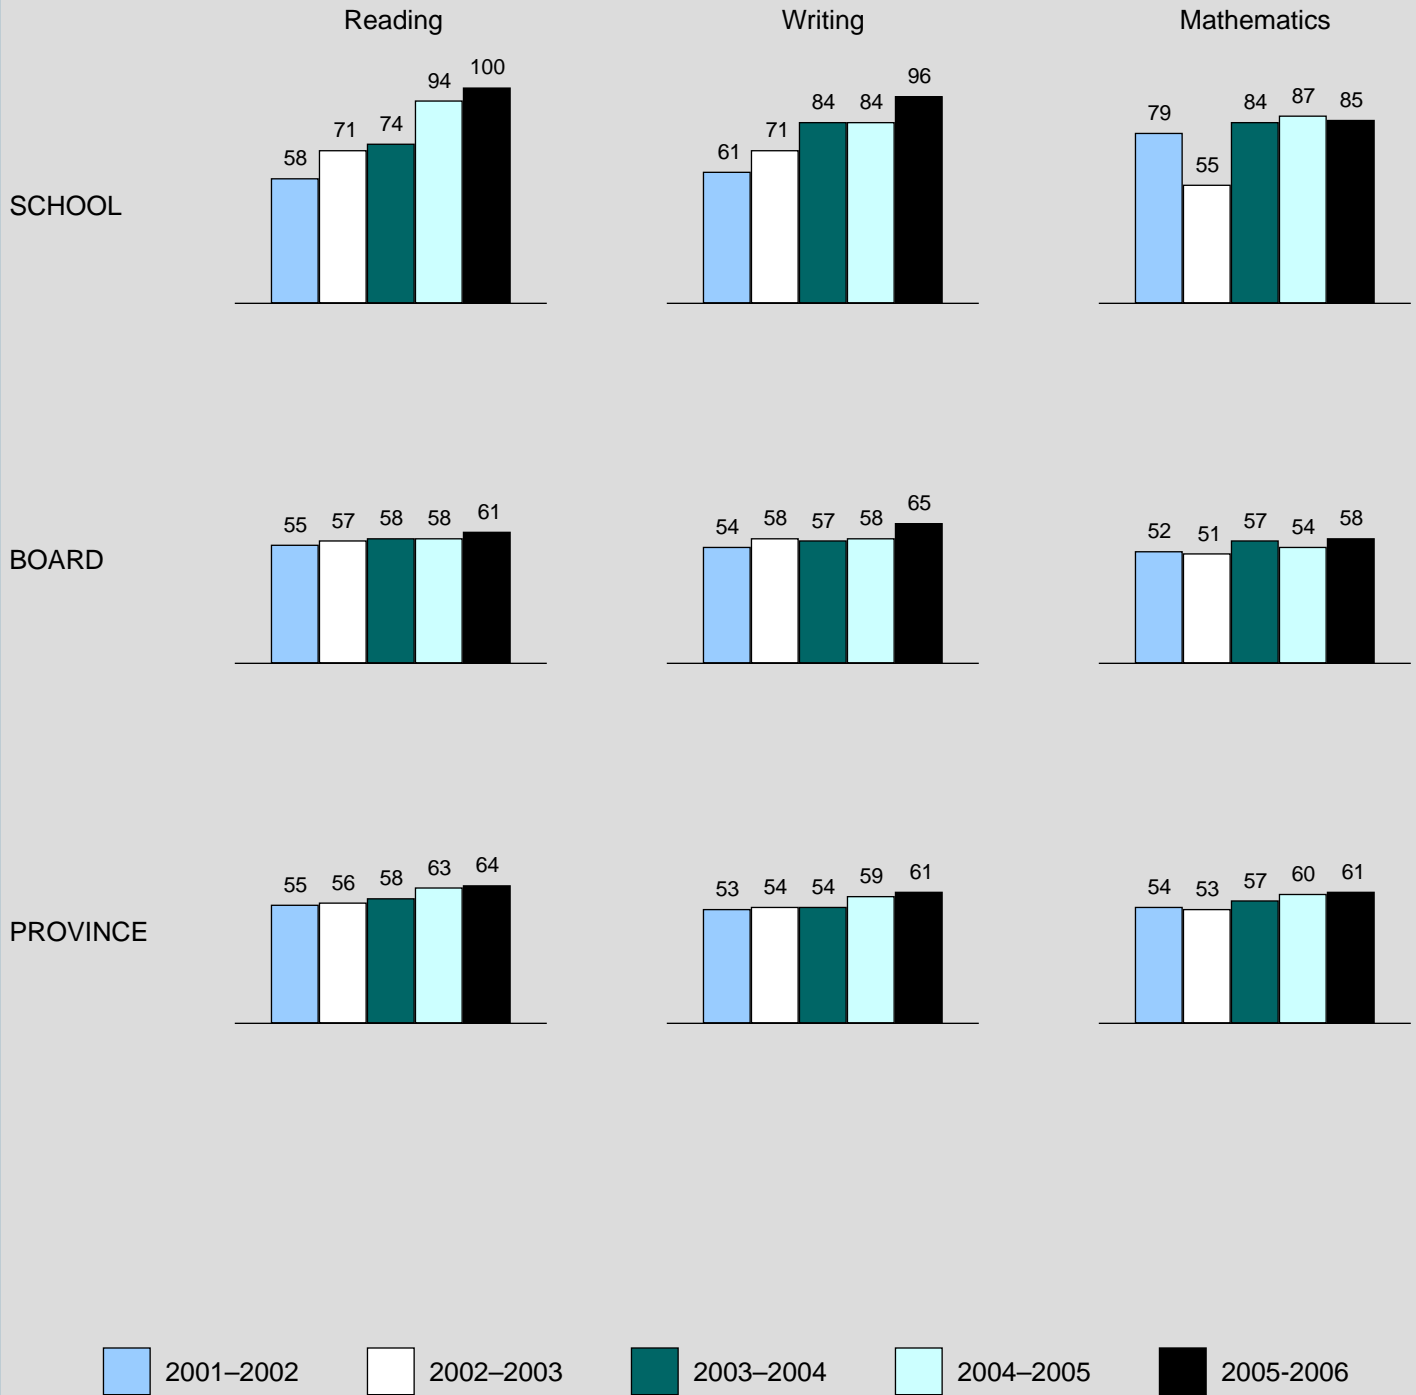 Reading Writing Mathematics
SCHOOL
58 71 74 94 100
61 71 84 84 96
79 55 84 87 85
BOARD
55 57 58 58 61
54 58 57 58 65
52 51 57 54 58
PROVINCE
55 56 58 63 64
53 54 54 59 61
54 53 57 60 61
2001–2002 2002–2003 2003–2004 2004–2005 2005-2006